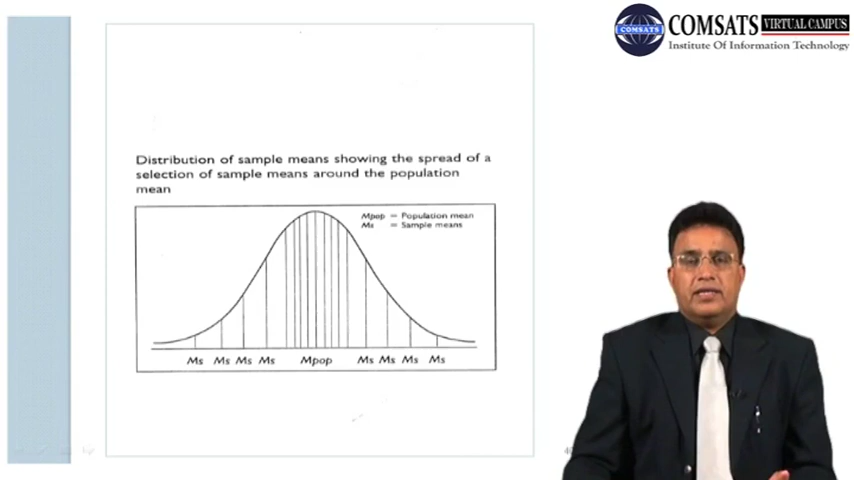 COMSATS VIRTUAL CAMPUS
COMSATS
Institute Of Information Technology
Distribution of sample means showing the spread of a
selection of sample means around the population
mean
Mpop = Population mean
Ms = Sample means
Ms Ms Ms Ms Mpop Ms Ms Ms Ms